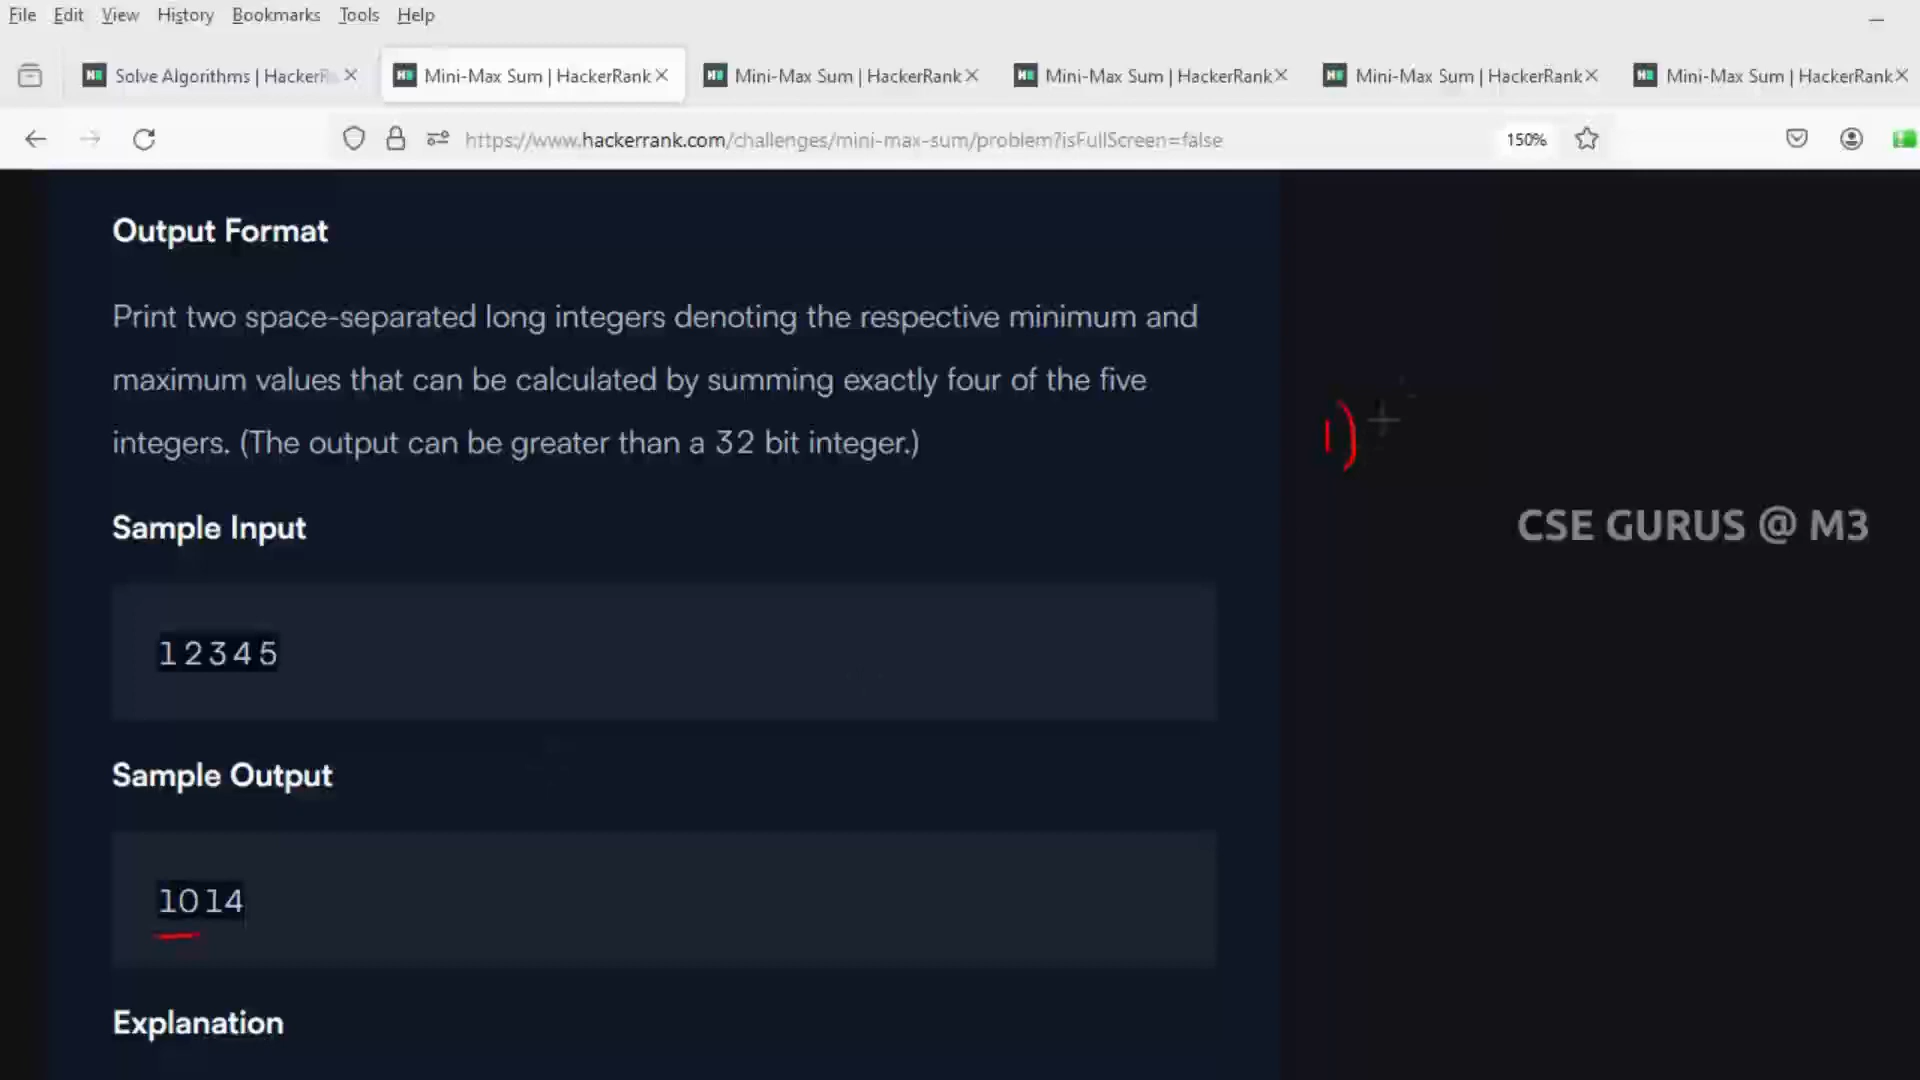 File Edit View History Bookmarks Tools Help
Solve Algorithms | HackerR Mini-Max Sum | HackerRank Mini-Max Sum | HackerRank Mini-Max Sum | HackerRank Mini-Max Sum | HackerRank Mini-Max Sum | HackerRank
https://www.hackerrank.com/challenges/mini-max-sum/problem?isFullScreen=false 150%
Output Format
Print two space-separated long integers denoting the respective minimum and
maximum values that can be calculated by summing exactly four of the five
integers. (The output can be greater than a 32 bit integer.)
1)
CSE GURUS @ M3
Sample Input
1 2 3 4 5
Sample Output
10 14
Explanation